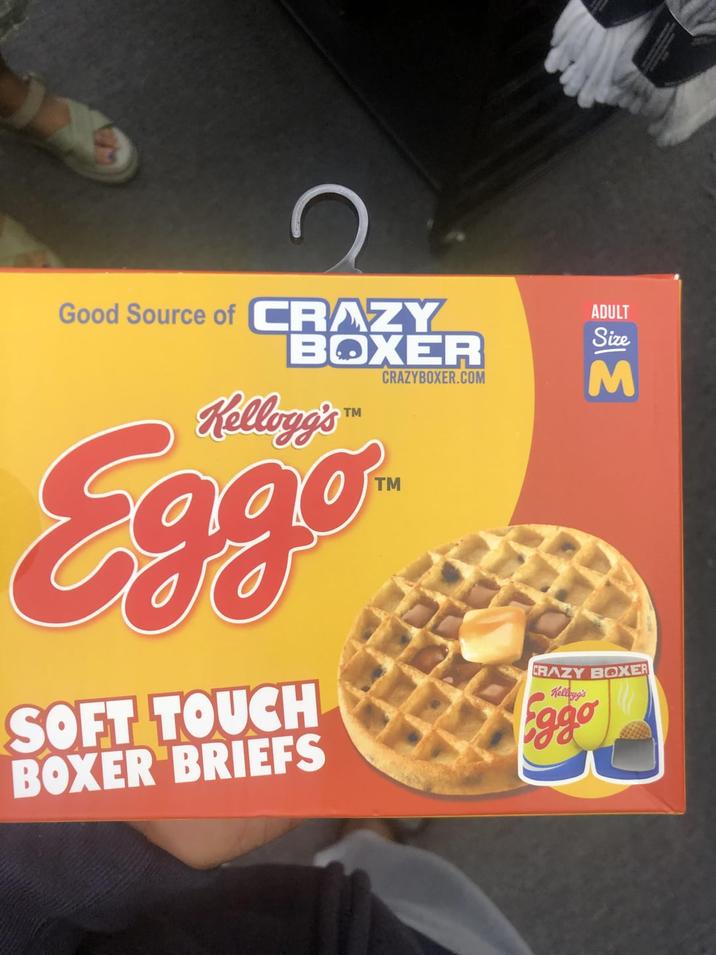 Good Source of CRAZY BOXER
CRAZYBOXER.COM
ADULT
Size
M
Kellogg's™
Eggo™
SOFT TOUCH
BOXER BRIEFS
CRAZY BOXER
Kellogg's
Eggo